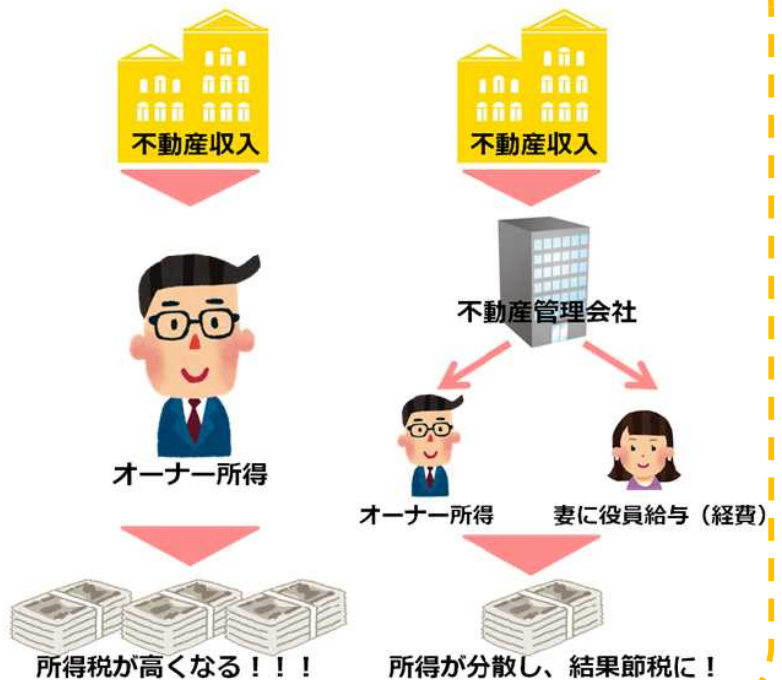 不動産収入
オーナー所得
所得税が高くなる！！！
不動産収入
不動産管理会社
オーナー所得
妻に役員給与（経費）
所得が分散し、結果節税に！